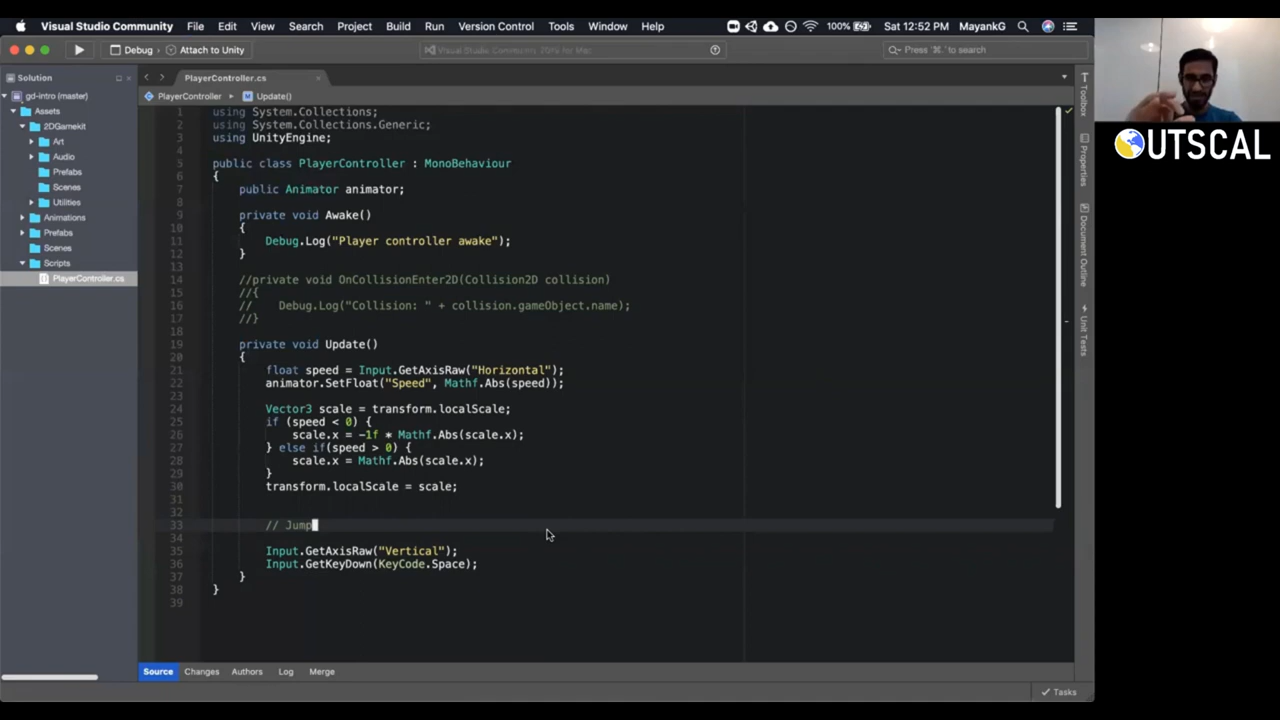 Visual Studio Community File Edit View Search Project Build Run Version Control Tools Window Help 100% Sat 12:52 PM MayankG
Debug Attach to Unity Visual Studio Community 2019 for Mac Press '⌘.' to search
Solution
PlayerController.cs
PlayerController Update()
gd-intro (master)
Assets
2DGamekit
Art
Audio
Prefabs
Scenes
Utilities
Animations
Prefabs
Scenes
Scripts
PlayerController.cs
1 using System.Collections;
2 using System.Collections.Generic;
3 using UnityEngine;
4
5 public class PlayerController : MonoBehaviour
6 {
7 public Animator animator;
8
9 private void Awake()
10 {
11 Debug.Log("Player controller awake");
12 }
13
14 //private void OnCollisionEnter2D(Collision2D collision)
15 //{
16 // Debug.Log("Collision: " + collision.gameObject.name);
17 //}
18
19 private void Update()
20 {
21 float speed = Input.GetAxisRaw("Horizontal");
22 animator.SetFloat("Speed", Mathf.Abs(speed));
23
24 Vector3 scale = transform.localScale;
25 if (speed < 0) {
26 scale.x = -1f * Mathf.Abs(scale.x);
27 } else if(speed > 0) {
28 scale.x = Mathf.Abs(scale.x);
29 }
30 transform.localScale = scale;
31
32
33 // Jump
34
35 Input.GetAxisRaw("Vertical");
36 Input.GetKeyDown(KeyCode.Space);
37 }
38 }
39
Toolbox
Properties
Document Outline
Unit Tests
Source Changes Authors Log Merge
Tasks
OUTSCAL